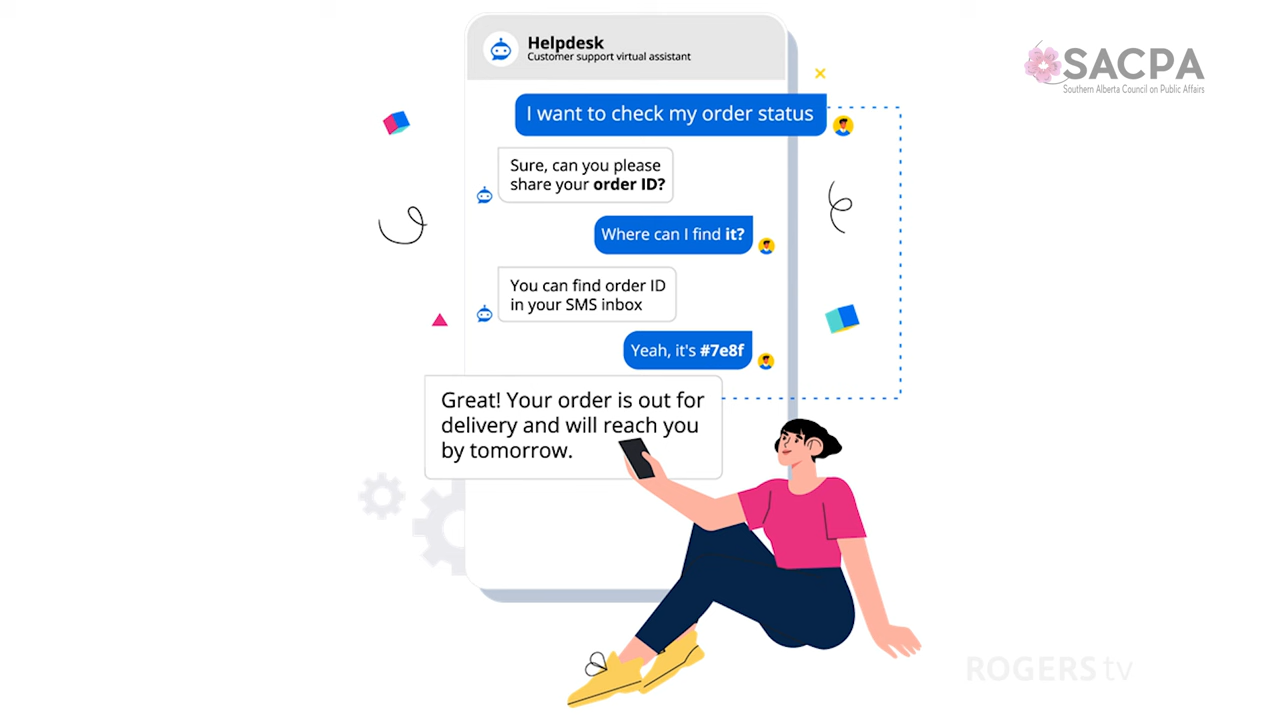 Helpdesk
Customer support virtual assistant
SACPA
Southern Alberta Council on Public Affairs
I want to check my order status
Sure, can you please
share your order ID?
Where can I find it?
You can find order ID
in your SMS inbox
Yeah, it's #7e8f
Great! Your order is out for
delivery and will reach you
by tomorrow.
ROGERS tv